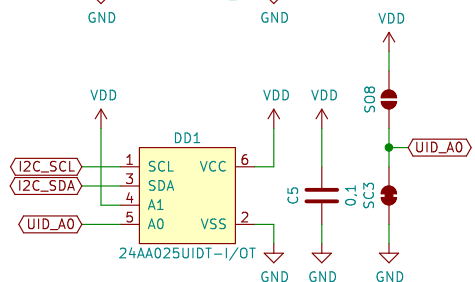 GND
GND
VDD
SO8
VDD
VDD
VDD
DD1
UID_A0
I2C_SCL
1
SCL
VCC
6
I2C_SDA
3
SDA
4
A1
C5
0,1
SC3
UID_A0
5
A0
VSS
2
24AA025UIDT-I/OT
GND
GND
GND